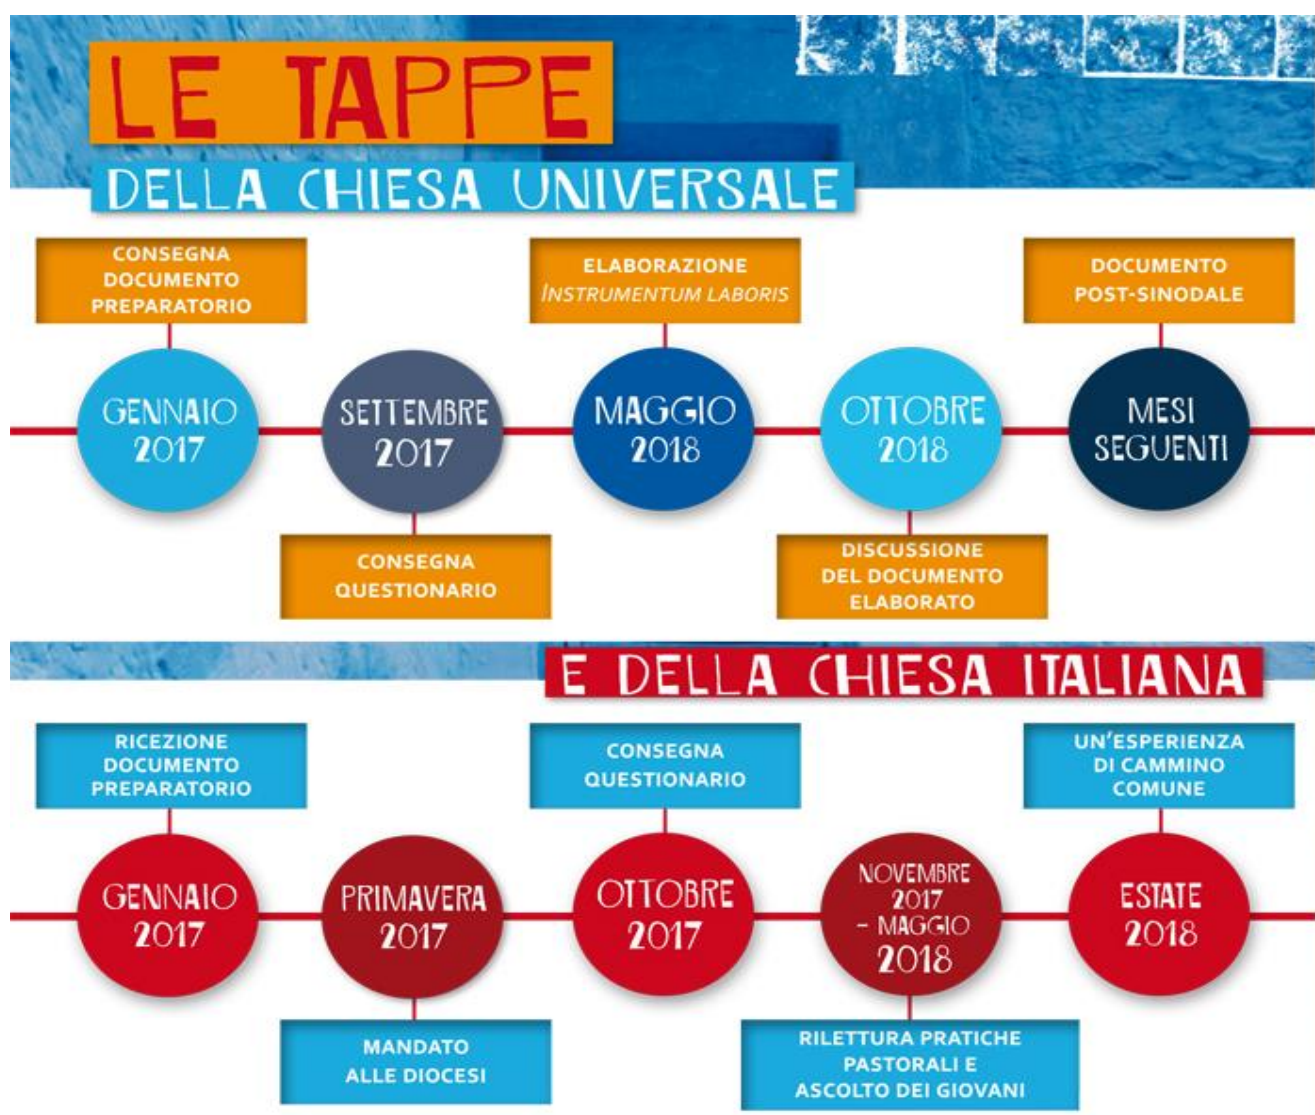 LE TAPPE
DELLA CHIESA UNIVERSALE
CONSEGNA
DOCUMENTO
PREPARATORIO
GENNAIO
2017
SETTEMBRE
2017
CONSEGNA
QUESTIONARIO
ELABORAZIONE
INSTRUMENTUM LABORIS
MAGGIO
2018
OTTOBRE
2018
DISCUSSIONE
DEL DOCUMENTO
ELABORATO
DOCUMENTO
POST-SINODALE
MESI
SEGUENTI
E DELLA CHIESA ITALIANA
RICEZIONE
DOCUMENTO
PREPARATORIO
GENNAIO
2017
PRIMAVERA
2017
MANDATO
ALLE DIOCESI
CONSEGNA
QUESTIONARIO
OTTOBRE
2017
NOVEMBRE
2017
- MAGGIO
2018
RILETTURA PRATICHE
PASTORALI E
ASCOLTO DEI GIOVANI
UN'ESPERIENZA
DI CAMMINO
COMUNE
ESTATE
2018